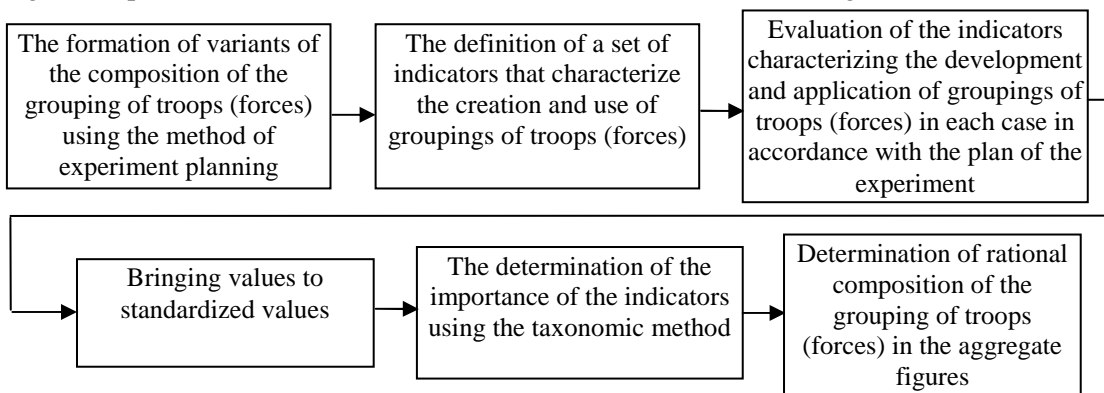 The formation of variants of
the composition of the
grouping of troops (forces)
using the method of
experiment planning
The definition of a set of
indicators that characterize
the creation and use of
groupings of troops (forces)
Evaluation of the indicators
characterizing the development
and application of groupings of
troops (forces) in each case in
accordance with the plan of the
experiment
Bringing values to
standardized values
The determination of the
importance of the indicators
using the taxonomic method
Determination of rational
composition of the
grouping of troops
(forces) in the aggregate
figures